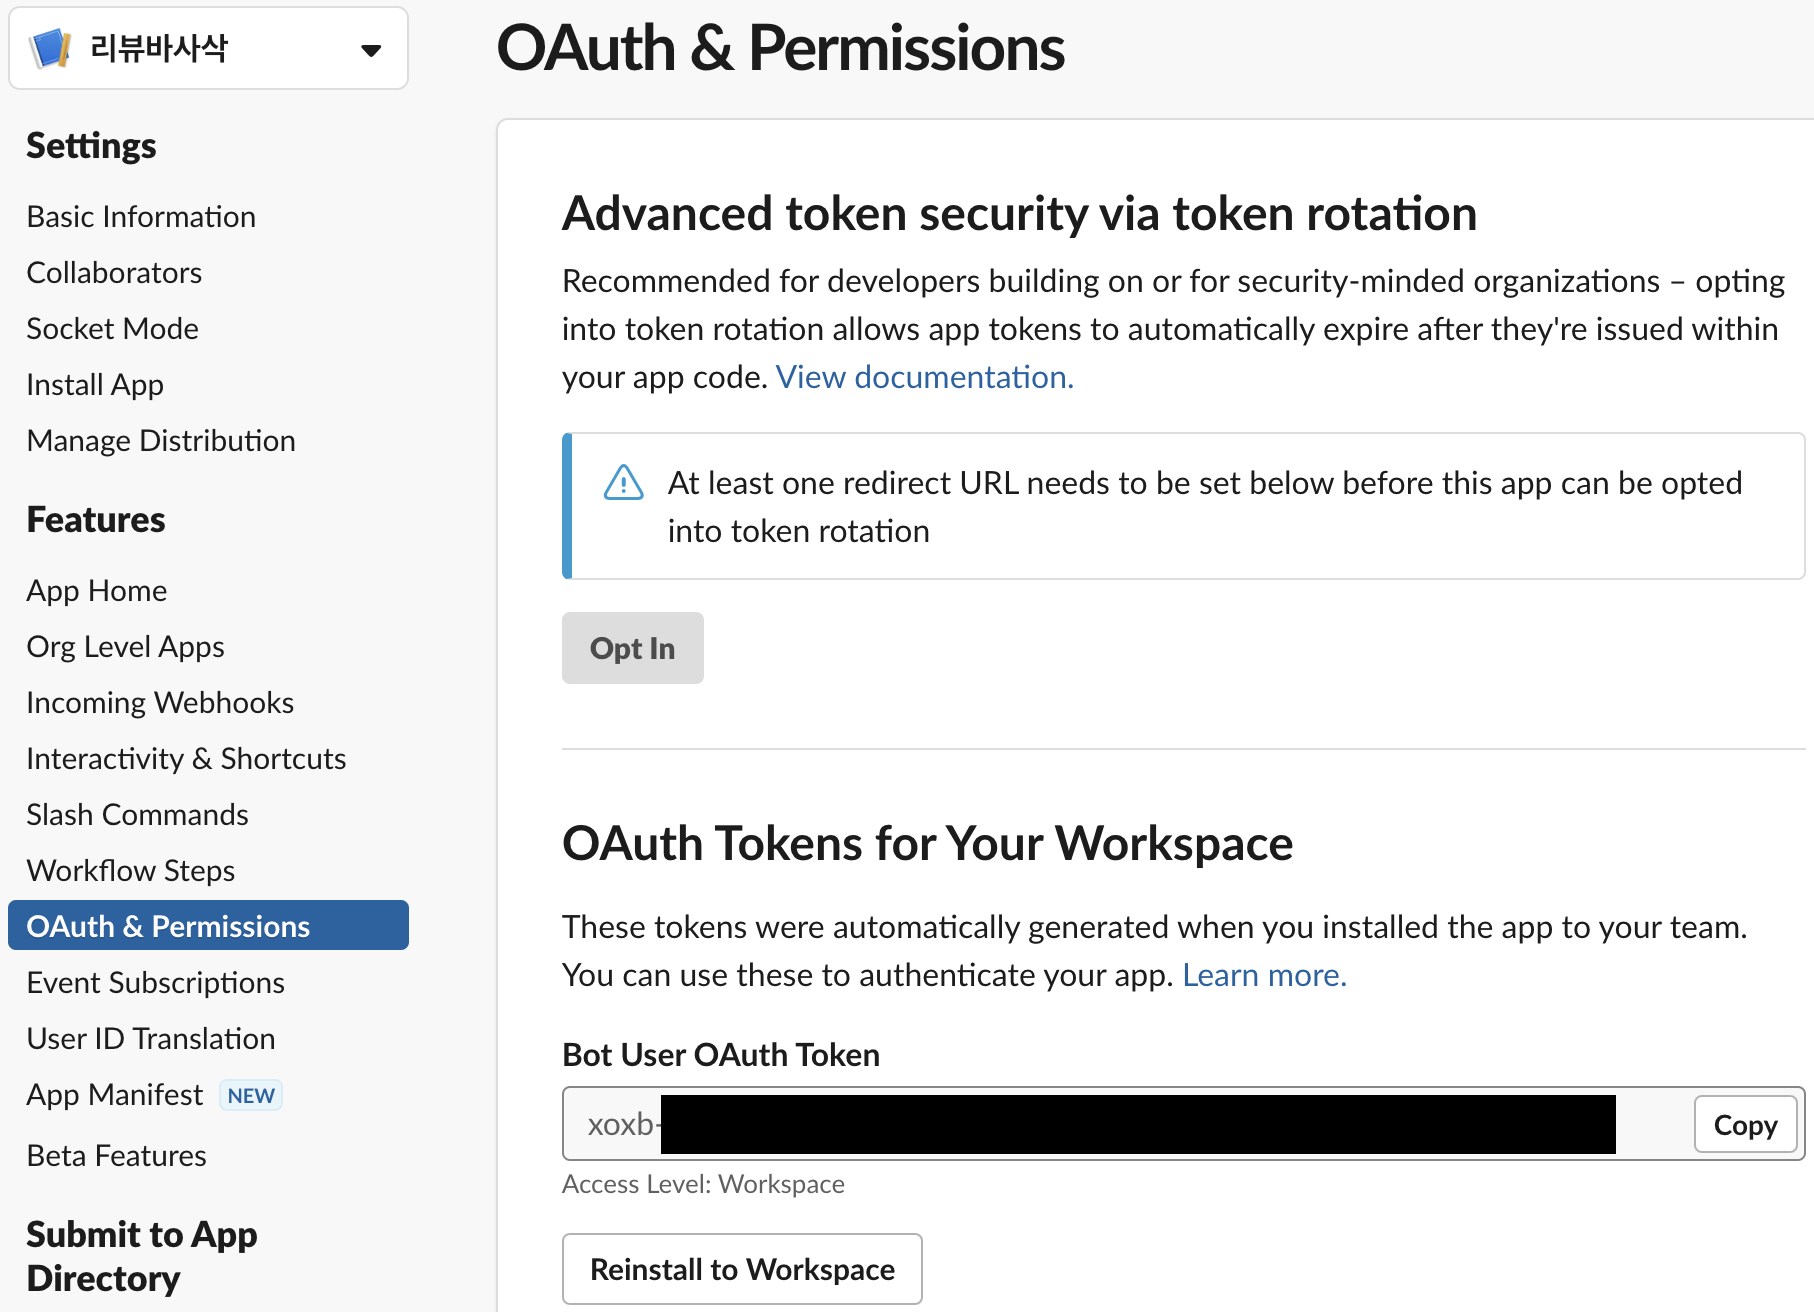 리뷰바사삭
Settings
Basic Information
Collaborators
Socket Mode
Install App
Manage Distribution
Features
App Home
Org Level Apps
Incoming Webhooks
Interactivity & Shortcuts
Slash Commands
Workflow Steps
OAuth & Permissions
Event Subscriptions
User ID Translation
App Manifest NEW
Beta Features
Submit to App
Directory
OAuth & Permissions
Advanced token security via token rotation
Recommended for developers building on or for security-minded organizations – opting
into token rotation allows app tokens to automatically expire after they're issued within
your app code. View documentation.
At least one redirect URL needs to be set below before this app can be opted
into token rotation
Opt In
OAuth Tokens for Your Workspace
These tokens were automatically generated when you installed the app to your team.
You can use these to authenticate your app. Learn more.
Bot User OAuth Token
xoxb-
Copy
Access Level: Workspace
Reinstall to Workspace